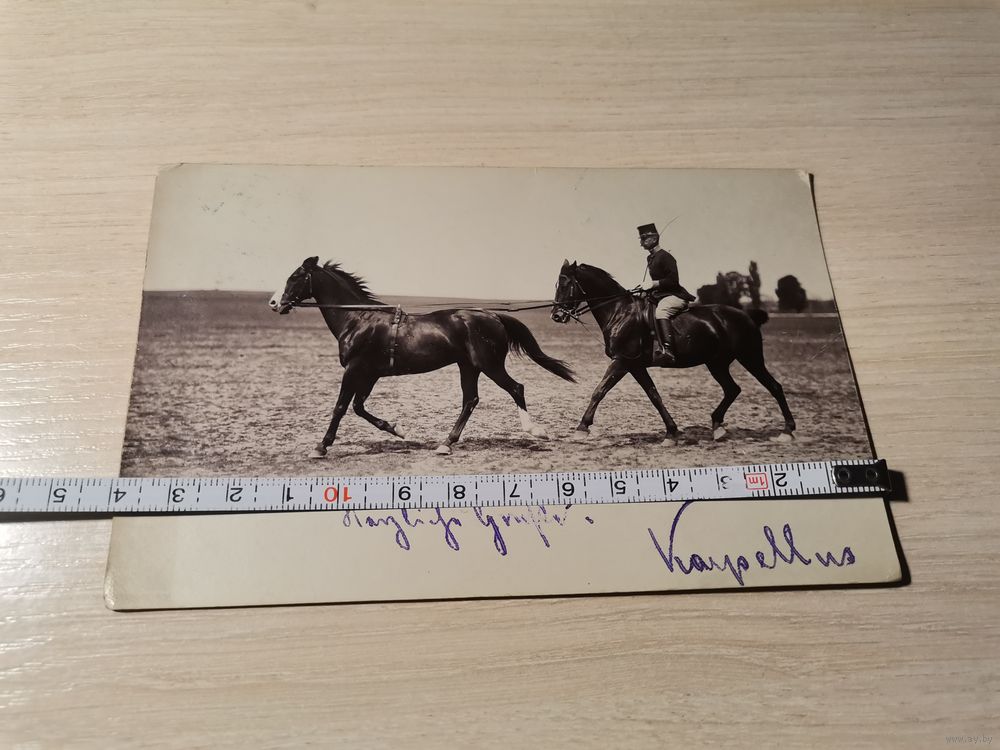 6 5 4 3 2 1 10 9 8 7 6 5 4 3 1m 2
Herzliche Grüße.
Karpellus
www.ay.by